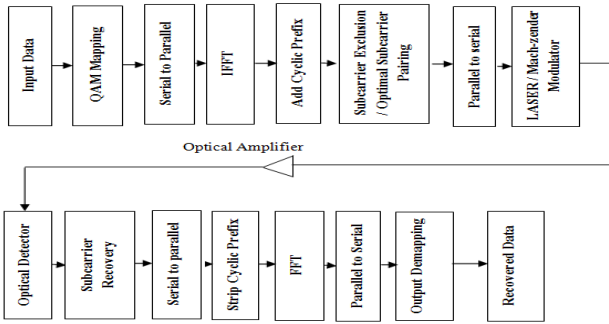 Input Data
QAM Mapping
Serial to Parallel
IFFT
Add Cyclic Prefix
Subcarrier Exclusion
/ Optimal Subcarrier
Pairing
Parallel to serial
LASER / Mach-zender
Modulator
Optical Amplifier
Optical Detector
Subcarrier
Recovery
Serial to parallel
Strip Cyclic Prefix
FFT
Parallel to Serial
Output Demapping
Recovered Data